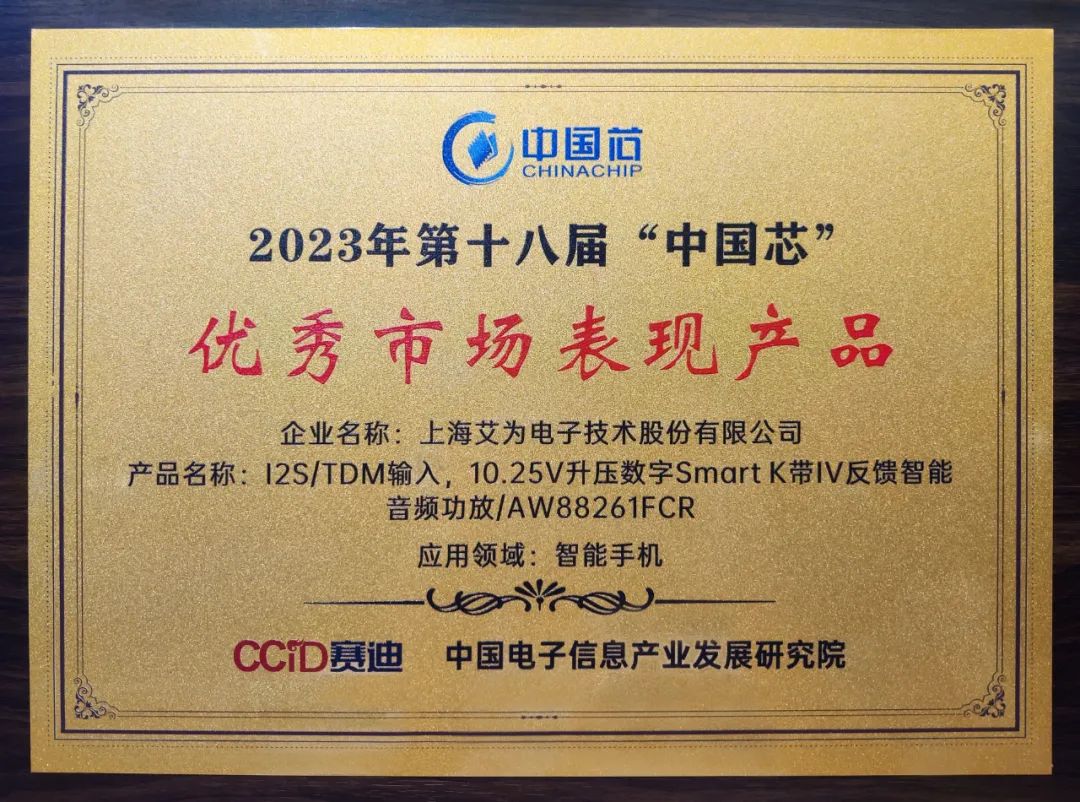 中国芯
CHINACHIP
2023年第十八届“中国芯”
优秀市场表现产品
企业名称：上海艾为电子技术股份有限公司
产品名称：I2S/TDM输入，10.25V升压数字Smart K带IV反馈智能
音频功放/AW88261FCR
应用领域：智能手机
CCID赛迪 中国电子信息产业发展研究院